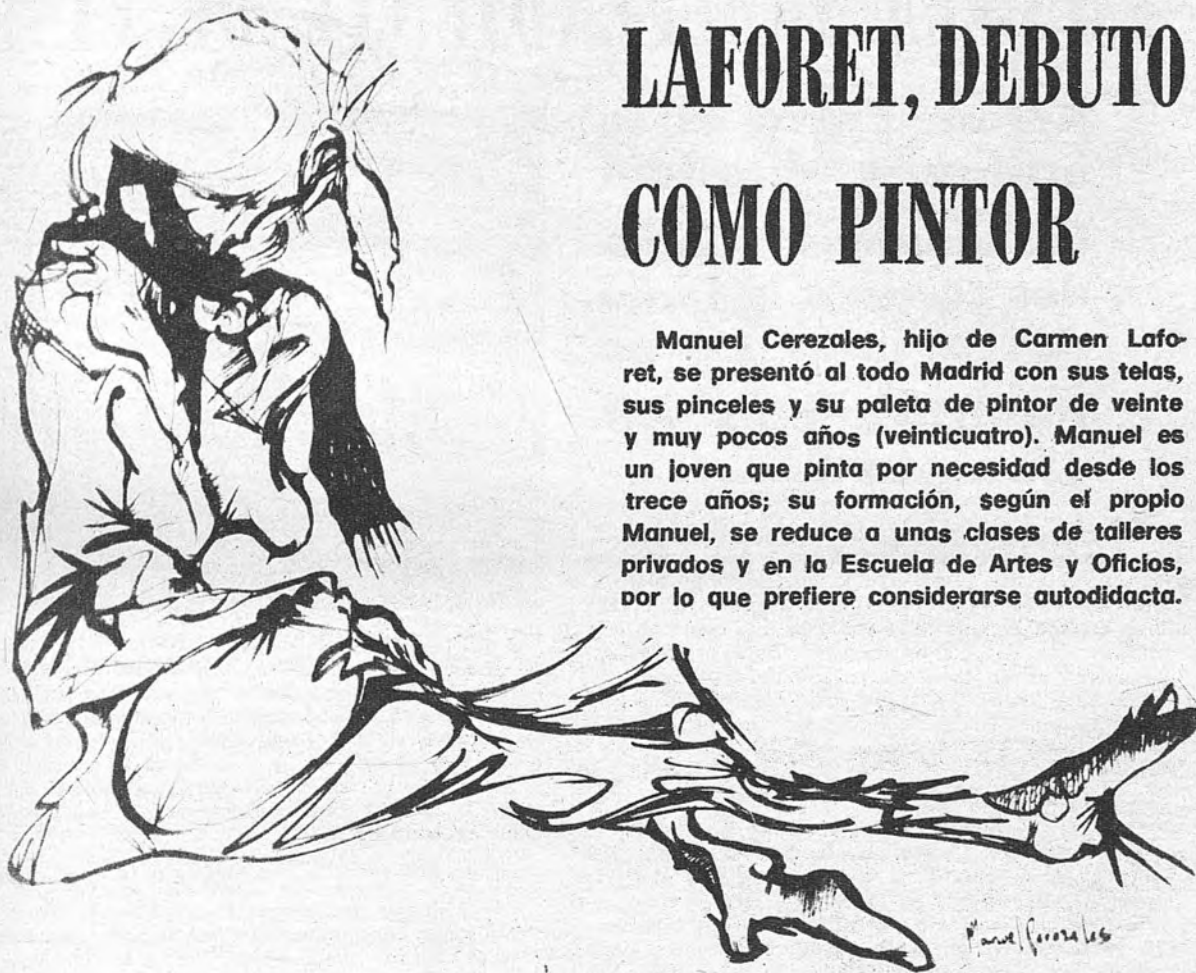 LAFORET, DEBUTO
COMO PINTOR
Manuel Cerezales, hijo de Carmen Lafo-
ret, se presentó al todo Madrid con sus telas,
sus pinceles y su paleta de pintor de veinte
y muy pocos años (veinticuatro). Manuel es
un joven que pinta por necesidad desde los
trece años; su formación, según el propio
Manuel, se reduce a unas clases de talleres
privados y en la Escuela de Artes y Oficios,
por lo que prefiere considerarse autodidacta.
Manuel Cerezales